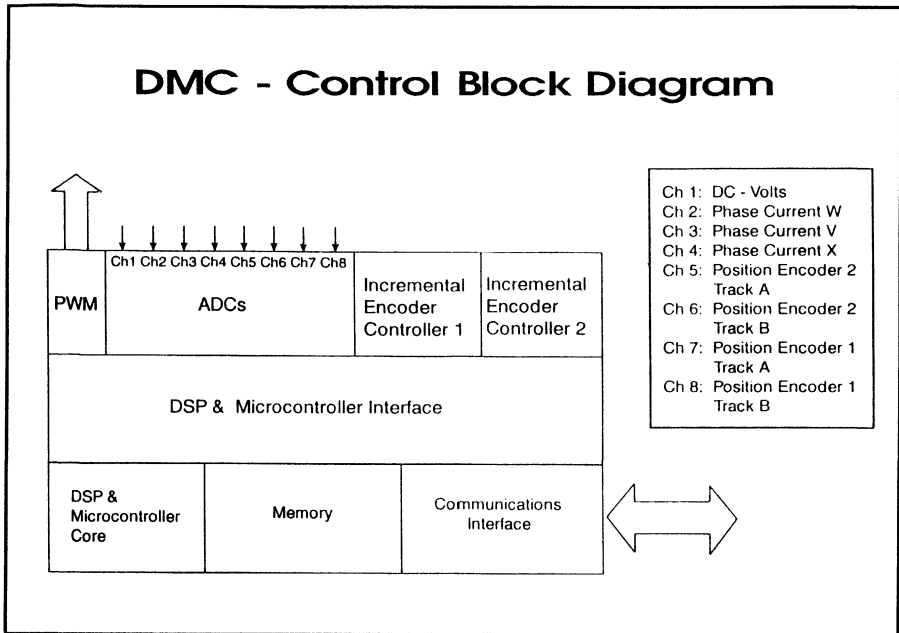 DMC - Control Block Diagram
Ch1 Ch2 Ch3 Ch4 Ch5 Ch6 Ch7 Ch8
PWM
ADCs
Incremental
Encoder
Controller 1
Incremental
Encoder
Controller 2
DSP & Microcontroller Interface
DSP &
Microcontroller
Core
Memory
Communications
Interface
Ch 1: DC - Volts
Ch 2: Phase Current W
Ch 3: Phase Current V
Ch 4: Phase Current X
Ch 5: Position Encoder 2
Track A
Ch 6: Position Encoder 2
Track B
Ch 7: Position Encoder 1
Track A
Ch 8: Position Encoder 1
Track B